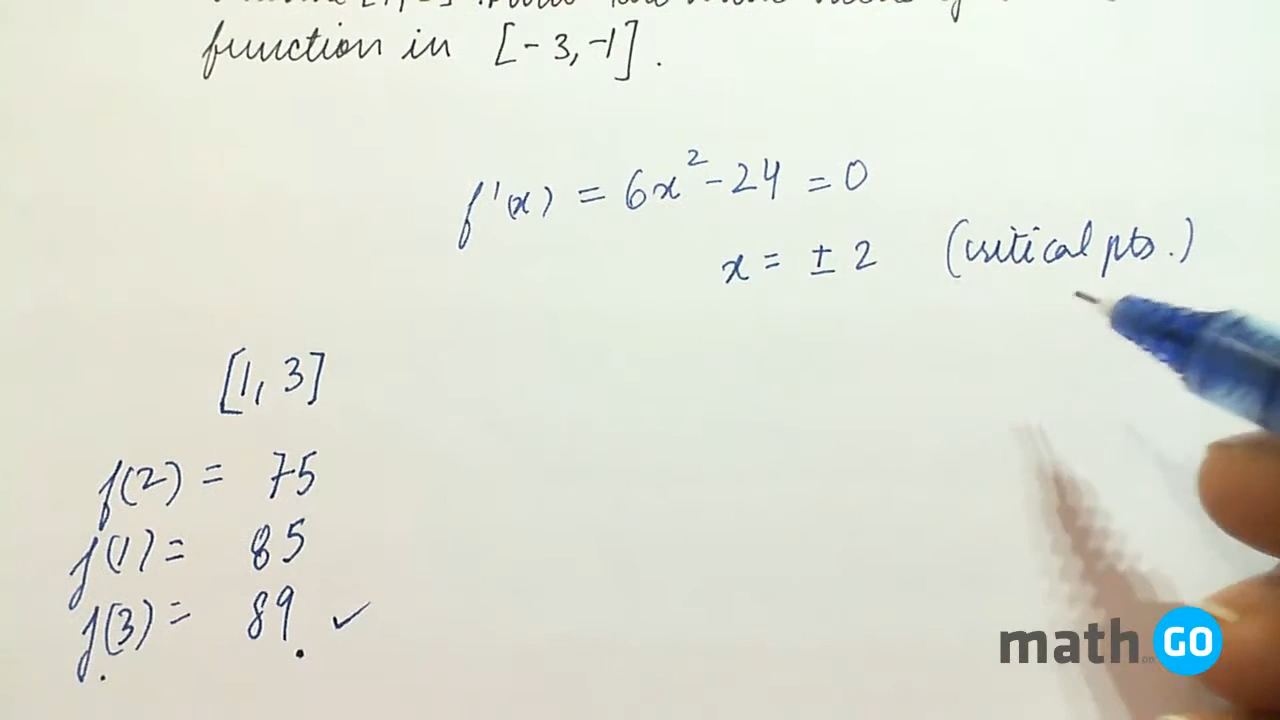 function in [-3, -1].
f'(x) = 6x² - 24 = 0
x = ± 2 (critical pts.)
[1, 3]
f(2) = 75
f(1) = 85
f(3) = 89 ✓
math GO